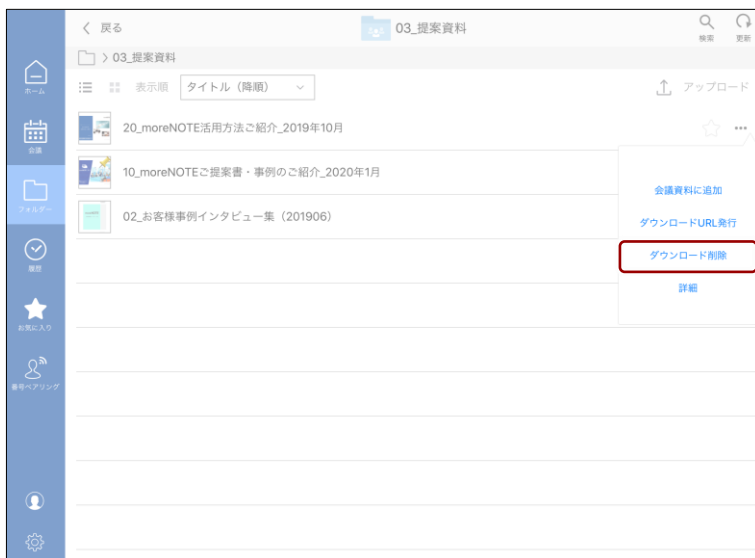 戻る
03_提案資料
検索
更新
03_提案資料
表示順
タイトル（降順）
アップロード
ホーム
会議
フォルダー
履歴
お気に入り
番号ペアリング
20_moreNOTE活用方法ご紹介_2019年10月
10_moreNOTEご提案書・事例のご紹介_2020年1月
02_お客様事例インタビュー集（201906）
会議資料に追加
ダウンロードURL発行
ダウンロード削除
詳細